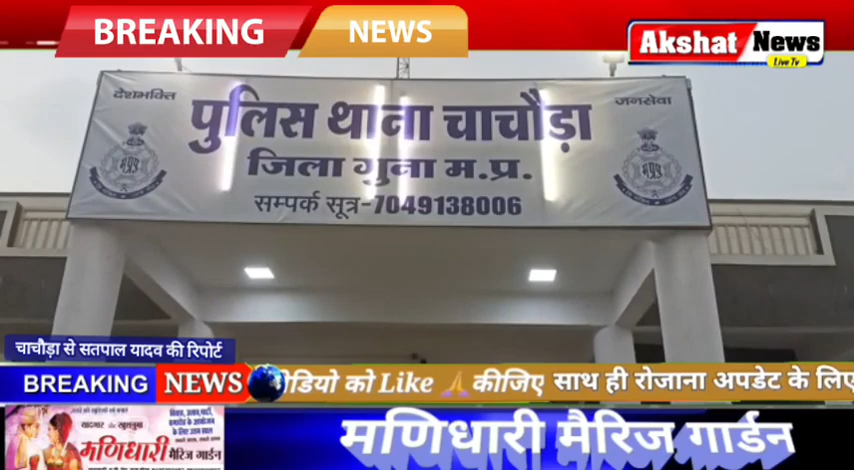 BREAKING NEWS
Akshat News
Live Tv
देशभक्ति
जनसेवा
पुलिस थाना चाचौड़ा
जिला गुना म.प्र.
सम्पर्क सूत्र-7049138006
चाचौड़ा से सतपाल यादव की रिपोर्ट
BREAKING NEWS
को Like 🙏 कीजिए साथ ही रोजाना अपडेट के लिए
मणिधारी
मैरिज गार्डन
मणिधारी मैरिज गार्डन